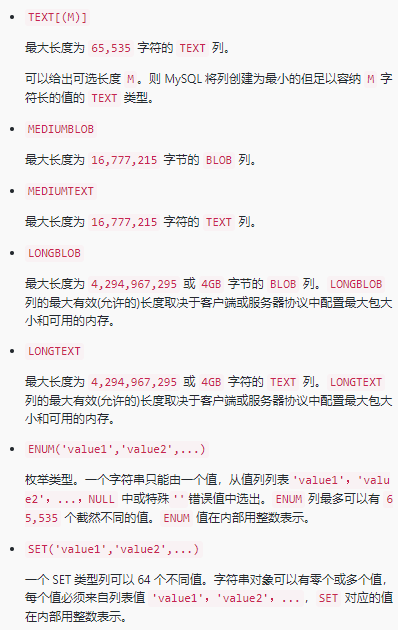 TEXT[(M)]
最大长度为 65,535 字符的 TEXT 列。
可以给出可选长度 M。则 MySQL 将列创建为最小的但足以容纳 M 字
符长的值的 TEXT 类型。
MEDIUMBLOB
最大长度为 16,777,215 字节的 BLOB 列。
MEDIUMTEXT
最大长度为 16,777,215 字符的 TEXT 列。
LONGBLOB
最大长度为 4,294,967,295 或 4GB 字节的 BLOB 列。LONGBLOB
列的最大有效(允许的)长度取决于客户端或服务器协议中配置最大包大
小和可用的内存。
LONGTEXT
最大长度为 4,294,967,295 或 4GB 字符的 TEXT 列。LONGTEXT
列的最大有效(允许的)长度取决于客户端或服务器协议中配置最大包大
小和可用的内存。
ENUM('value1','value2',...)
枚举类型。一个字符串只能由一个值，从值列列表 'value1'，'valu
e2'，...，NULL 中或特殊 '' 错误值中选出。ENUM 列最多可以有 6
5,535 个截然不同的值。ENUM 值在内部用整数表示。
SET('value1','value2',...)
一个 SET 类型列可以 64 个不同值。字符串对象可以有零个或多个值，
每个值必须来自列表值 'value1'，'value2'，...，SET 对应的值
在内部用整数表示。